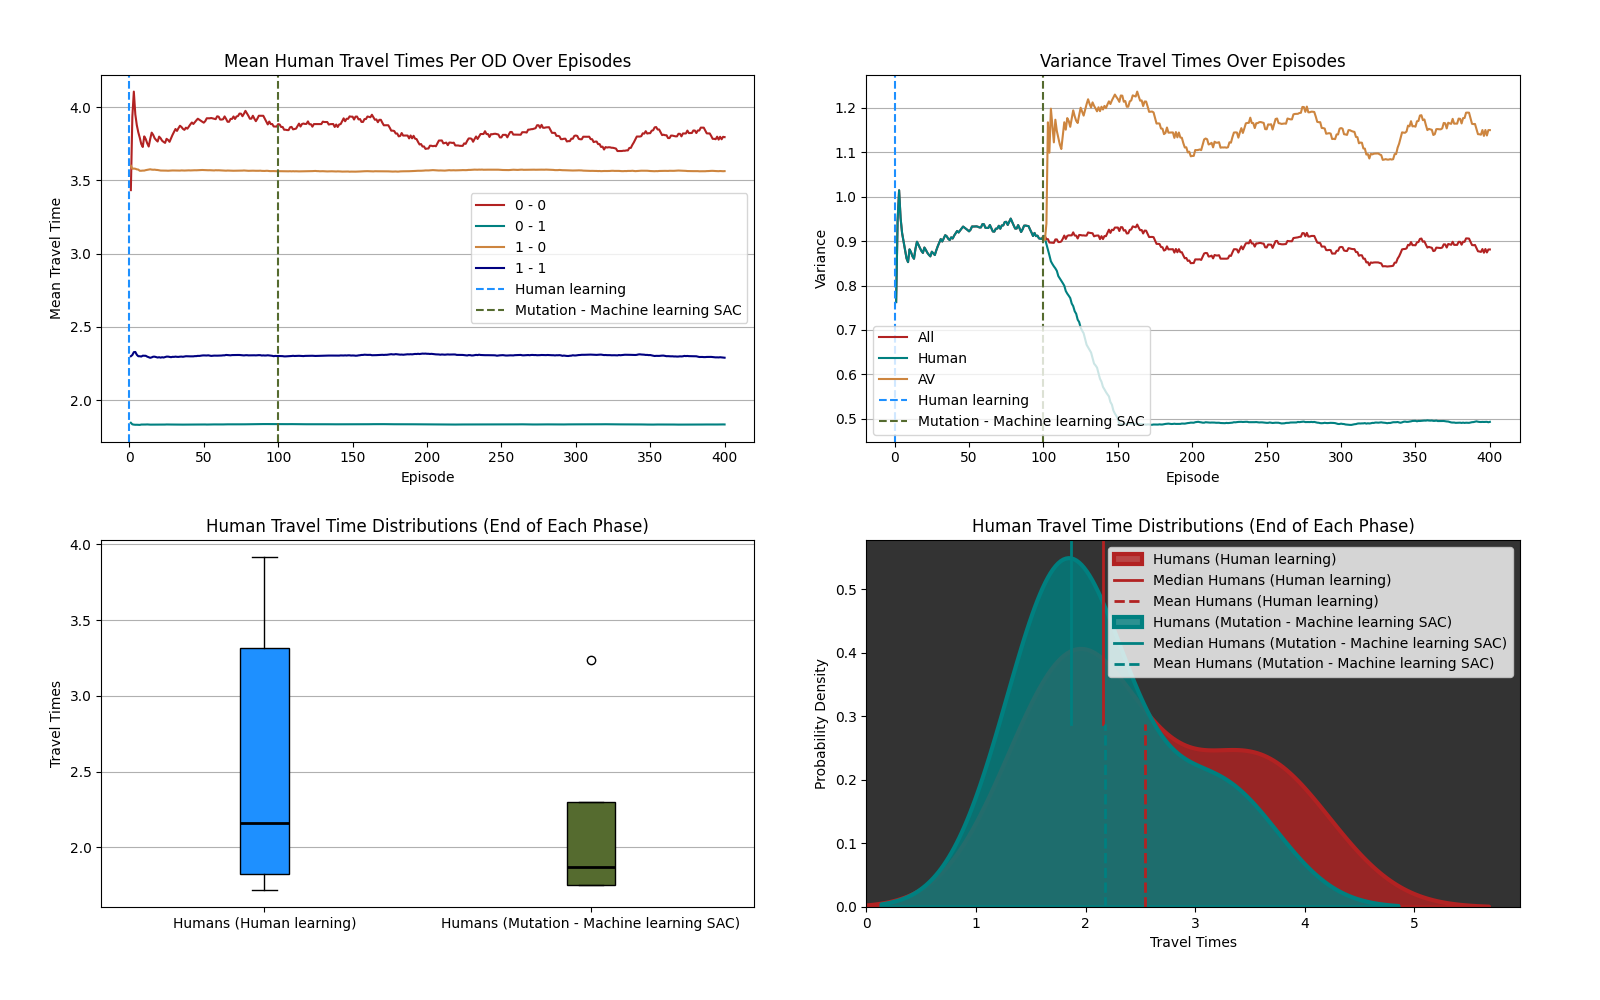 Mean Human Travel Times Per OD Over Episodes
Mean Travel Time
4.0
3.5
3.0
2.5
2.0
0 - 0
0 - 1
1 - 0
1 - 1
Human learning
Mutation - Machine learning SAC
0 50 100 150 200 250 300 350 400
Episode
Variance Travel Times Over Episodes
Variance
1.2
1.1
1.0
0.9
0.8
0.7
0.6
0.5
All
Human
AV
Human learning
Mutation - Machine learning SAC
0 50 100 150 200 250 300 350 400
Episode
Human Travel Time Distributions (End of Each Phase)
Travel Times
4.0
3.5
3.0
2.5
2.0
Humans (Human learning) Humans (Mutation - Machine learning SAC)
Human Travel Time Distributions (End of Each Phase)
Probability Density
0.5
0.4
0.3
0.2
0.1
0.0
Humans (Human learning)
Median Humans (Human learning)
Mean Humans (Human learning)
Humans (Mutation - Machine learning SAC)
Median Humans (Mutation - Machine learning SAC)
Mean Humans (Mutation - Machine learning SAC)
0 1 2 3 4 5
Travel Times